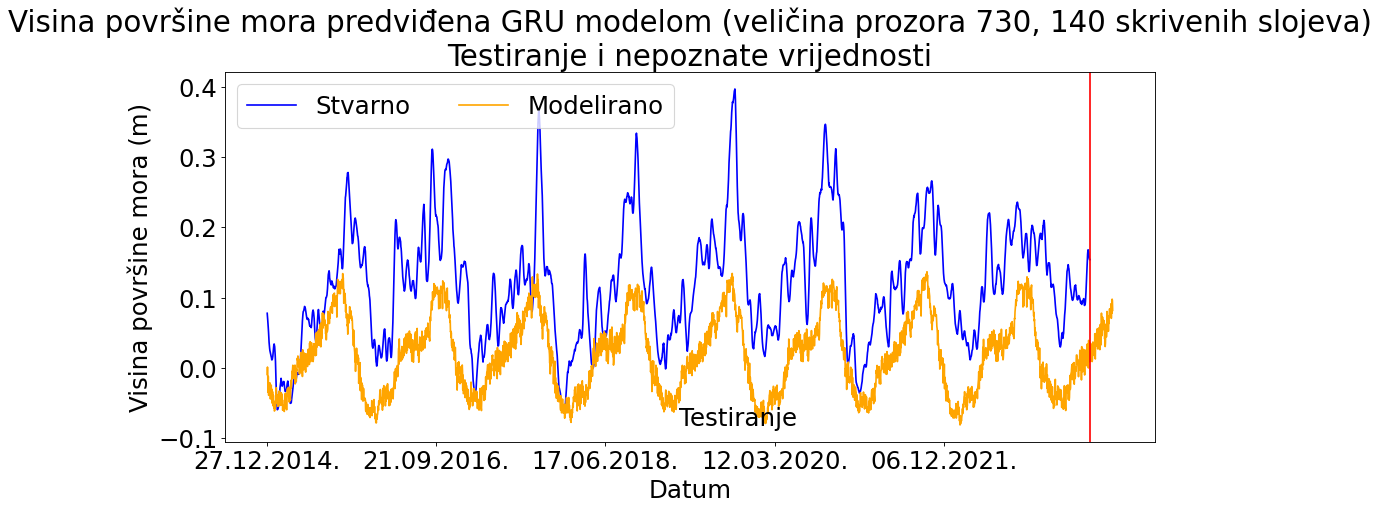 Visina površine mora predviđena GRU modelom (veličina prozora 730, 140 skrivenih slojeva)
Testiranje i nepoznate vrijednosti
Stvarno Modelirano
Visina površine mora (m)
0.4
0.3
0.2
0.1
0.0
−0.1
Testiranje
27.12.2014. 21.09.2016. 17.06.2018. 12.03.2020. 06.12.2021.
Datum